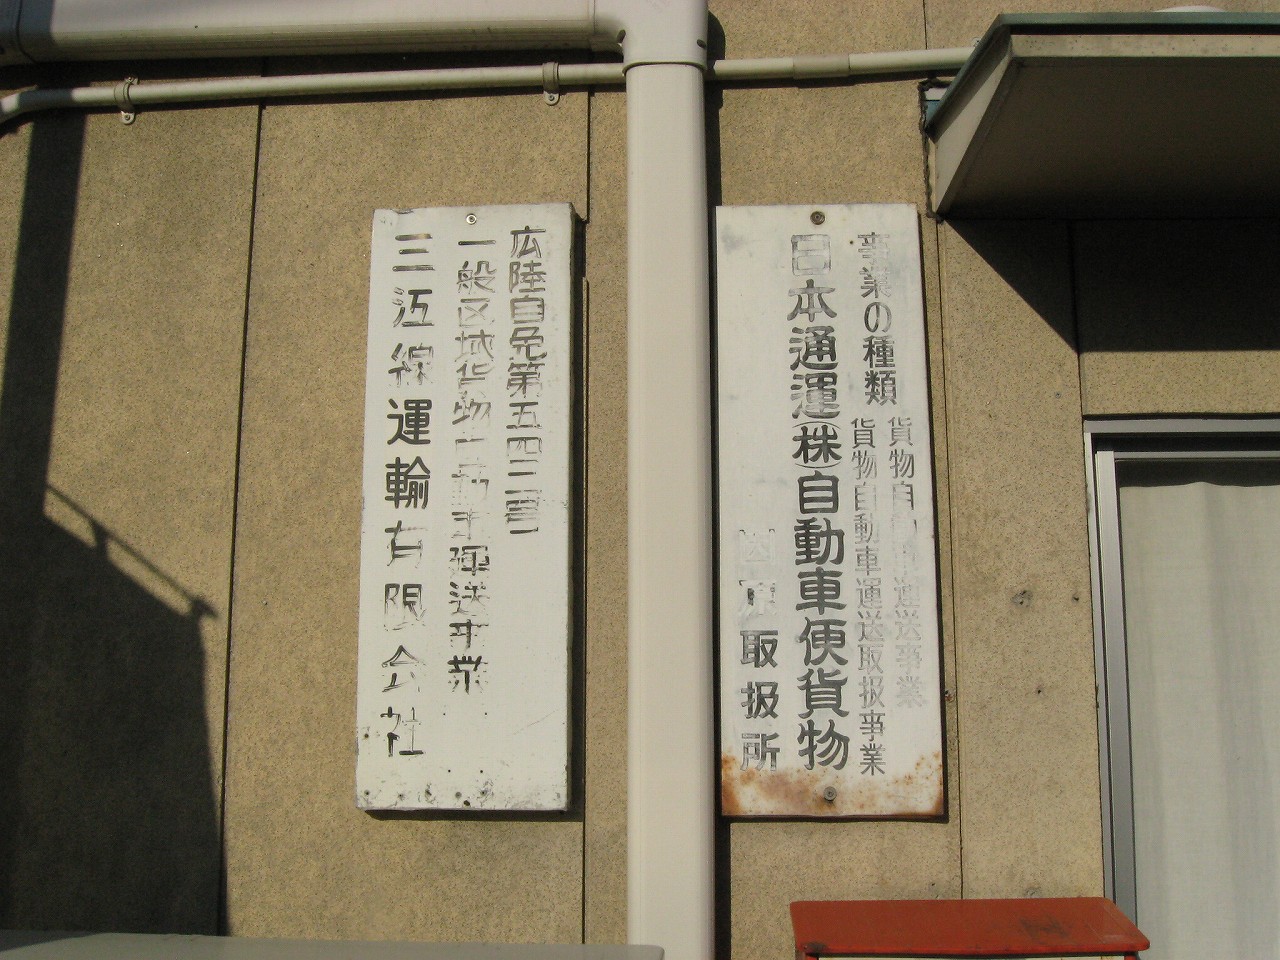 事業の種類
貨物自動車運送事業
貨物自動車運送取扱事業
日本通運(株)自動車便貨物
因原取扱所
広陸自免第五四三二号
一般区域貨物自動車運送事業
三江線運輸有限会社